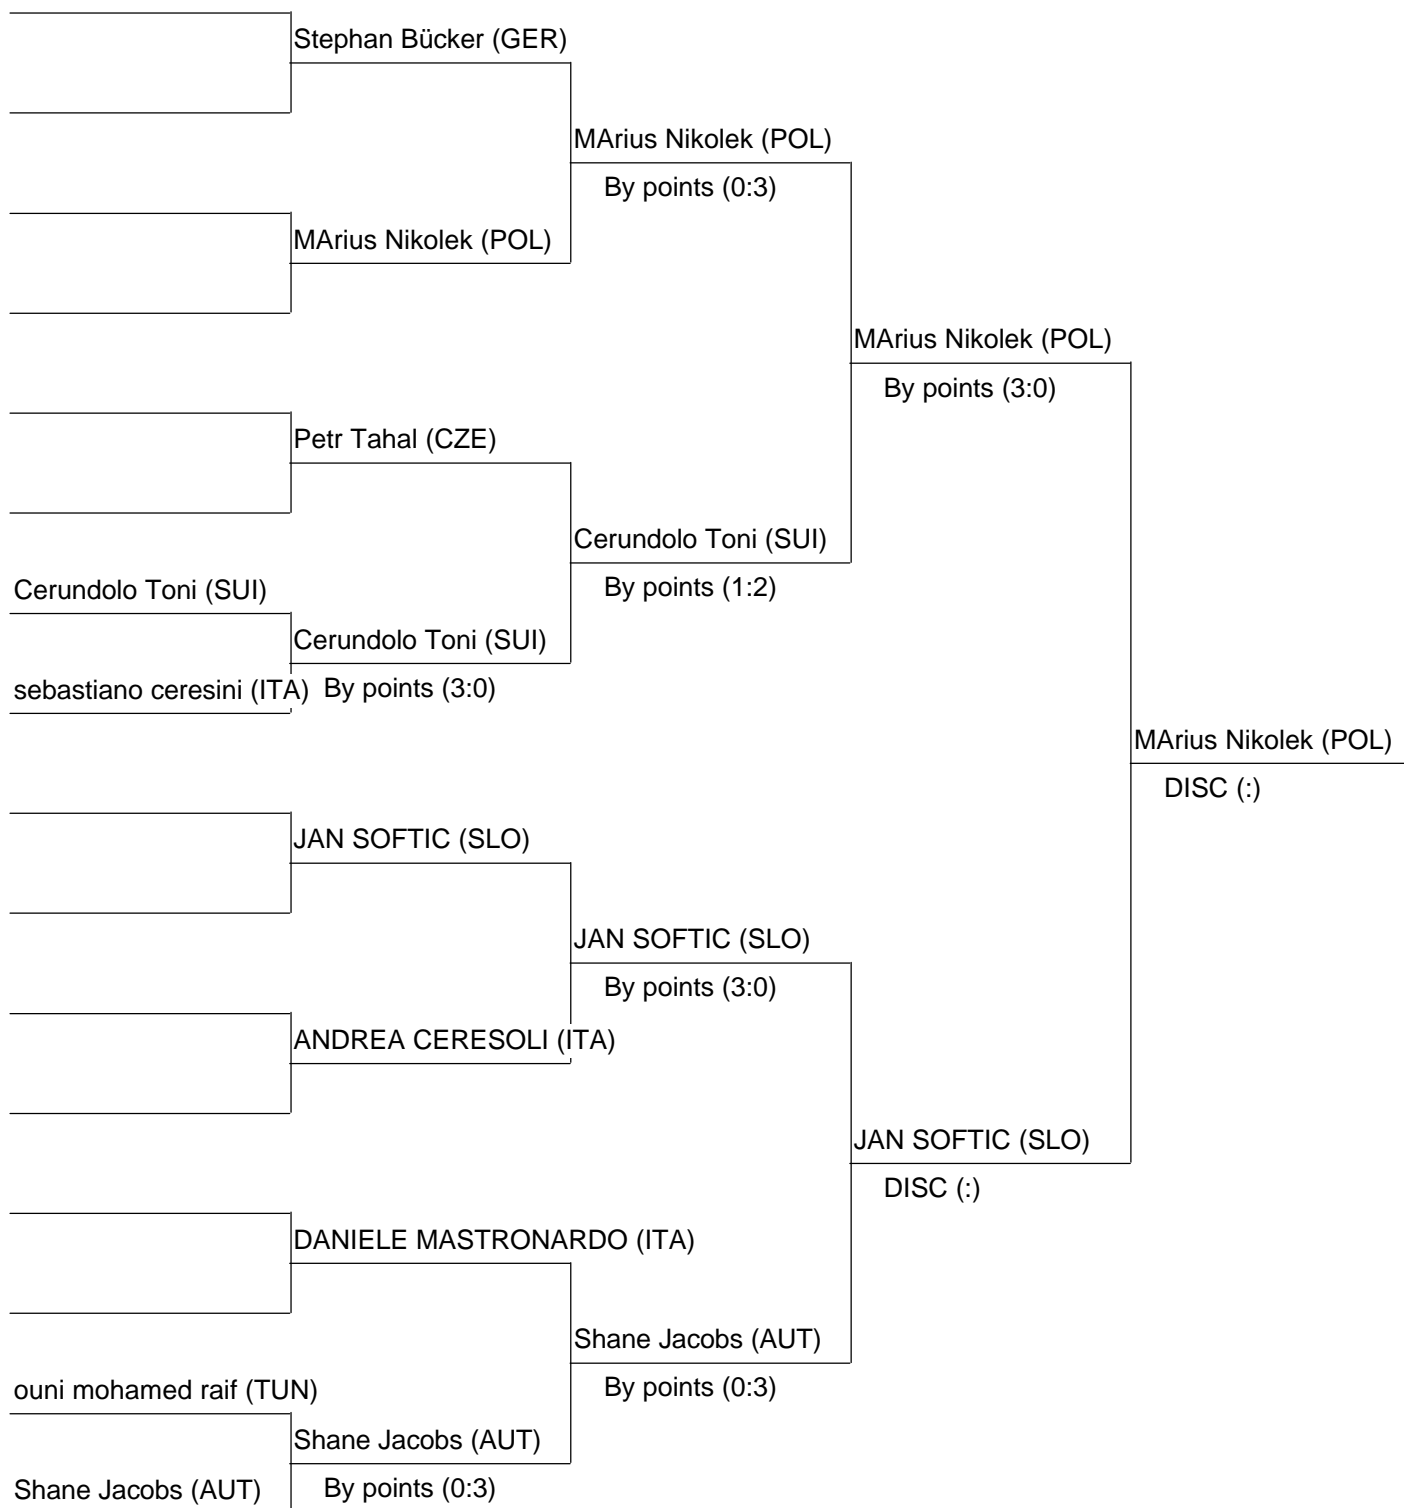 Stephan Bücker (GER)
MArius Nikolek (POL)
By points (0:3)
MArius Nikolek (POL)
MArius Nikolek (POL)
By points (3:0)
Petr Tahal (CZE)
Cerundolo Toni (SUI)
By points (1:2)
Cerundolo Toni (SUI)
Cerundolo Toni (SUI)
sebastiano ceresini (ITA) By points (3:0)
MArius Nikolek (POL)
DISC (:)
JAN SOFTIC (SLO)
JAN SOFTIC (SLO)
By points (3:0)
ANDREA CERESOLI (ITA)
JAN SOFTIC (SLO)
DISC (:)
DANIELE MASTRONARDO (ITA)
Shane Jacobs (AUT)
By points (0:3)
ouni mohamed raif (TUN)
Shane Jacobs (AUT)
Shane Jacobs (AUT) By points (0:3)